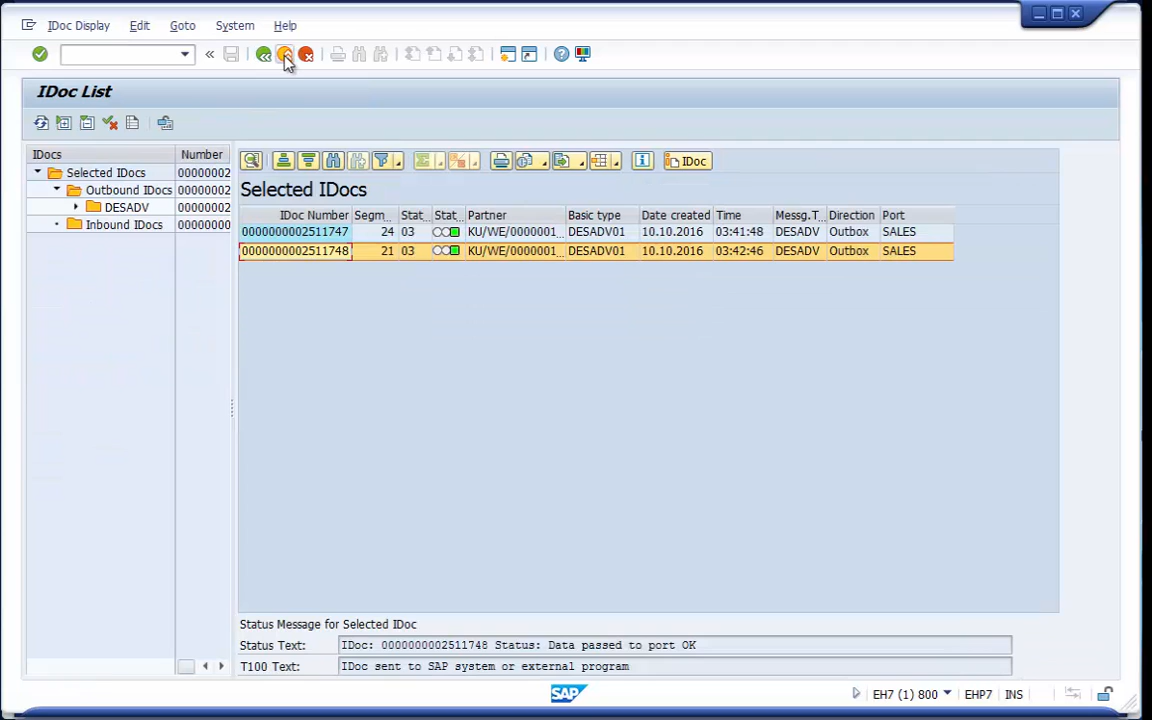 IDoc Display Edit Goto System Help
IDoc List
IDocs Number
Selected IDocs 00000002
Outbound IDocs 00000002
DESADV 00000002
Inbound IDocs 00000000
IDoc
Selected IDocs
IDoc Number Segm... Stat... Stat... Partner Basic type Date created Time Messg.T... Direction Port
0000000002511747 24 03 KU/WE/0000001... DESADV01 10.10.2016 03:41:48 DESADV Outbox SALES
0000000002511748 21 03 KU/WE/0000001... DESADV01 10.10.2016 03:42:46 DESADV Outbox SALES
Status Message for Selected IDoc
Status Text: IDoc: 0000000002511748 Status: Data passed to port OK
T100 Text: IDoc sent to SAP system or external program
SAP EH7 (1) 800 EHP7 INS